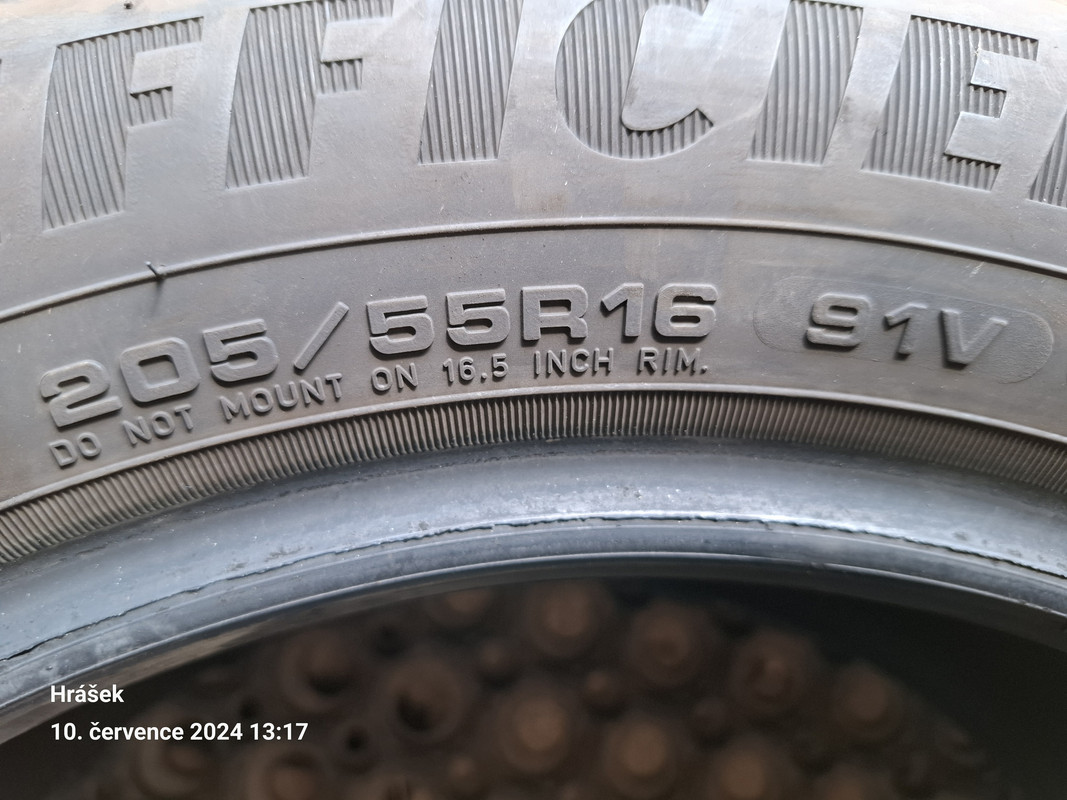 FFICIE
205/55R16 91V
DO NOT MOUNT ON 16.5 INCH RIM.
Hrášek
10. července 2024 13:17